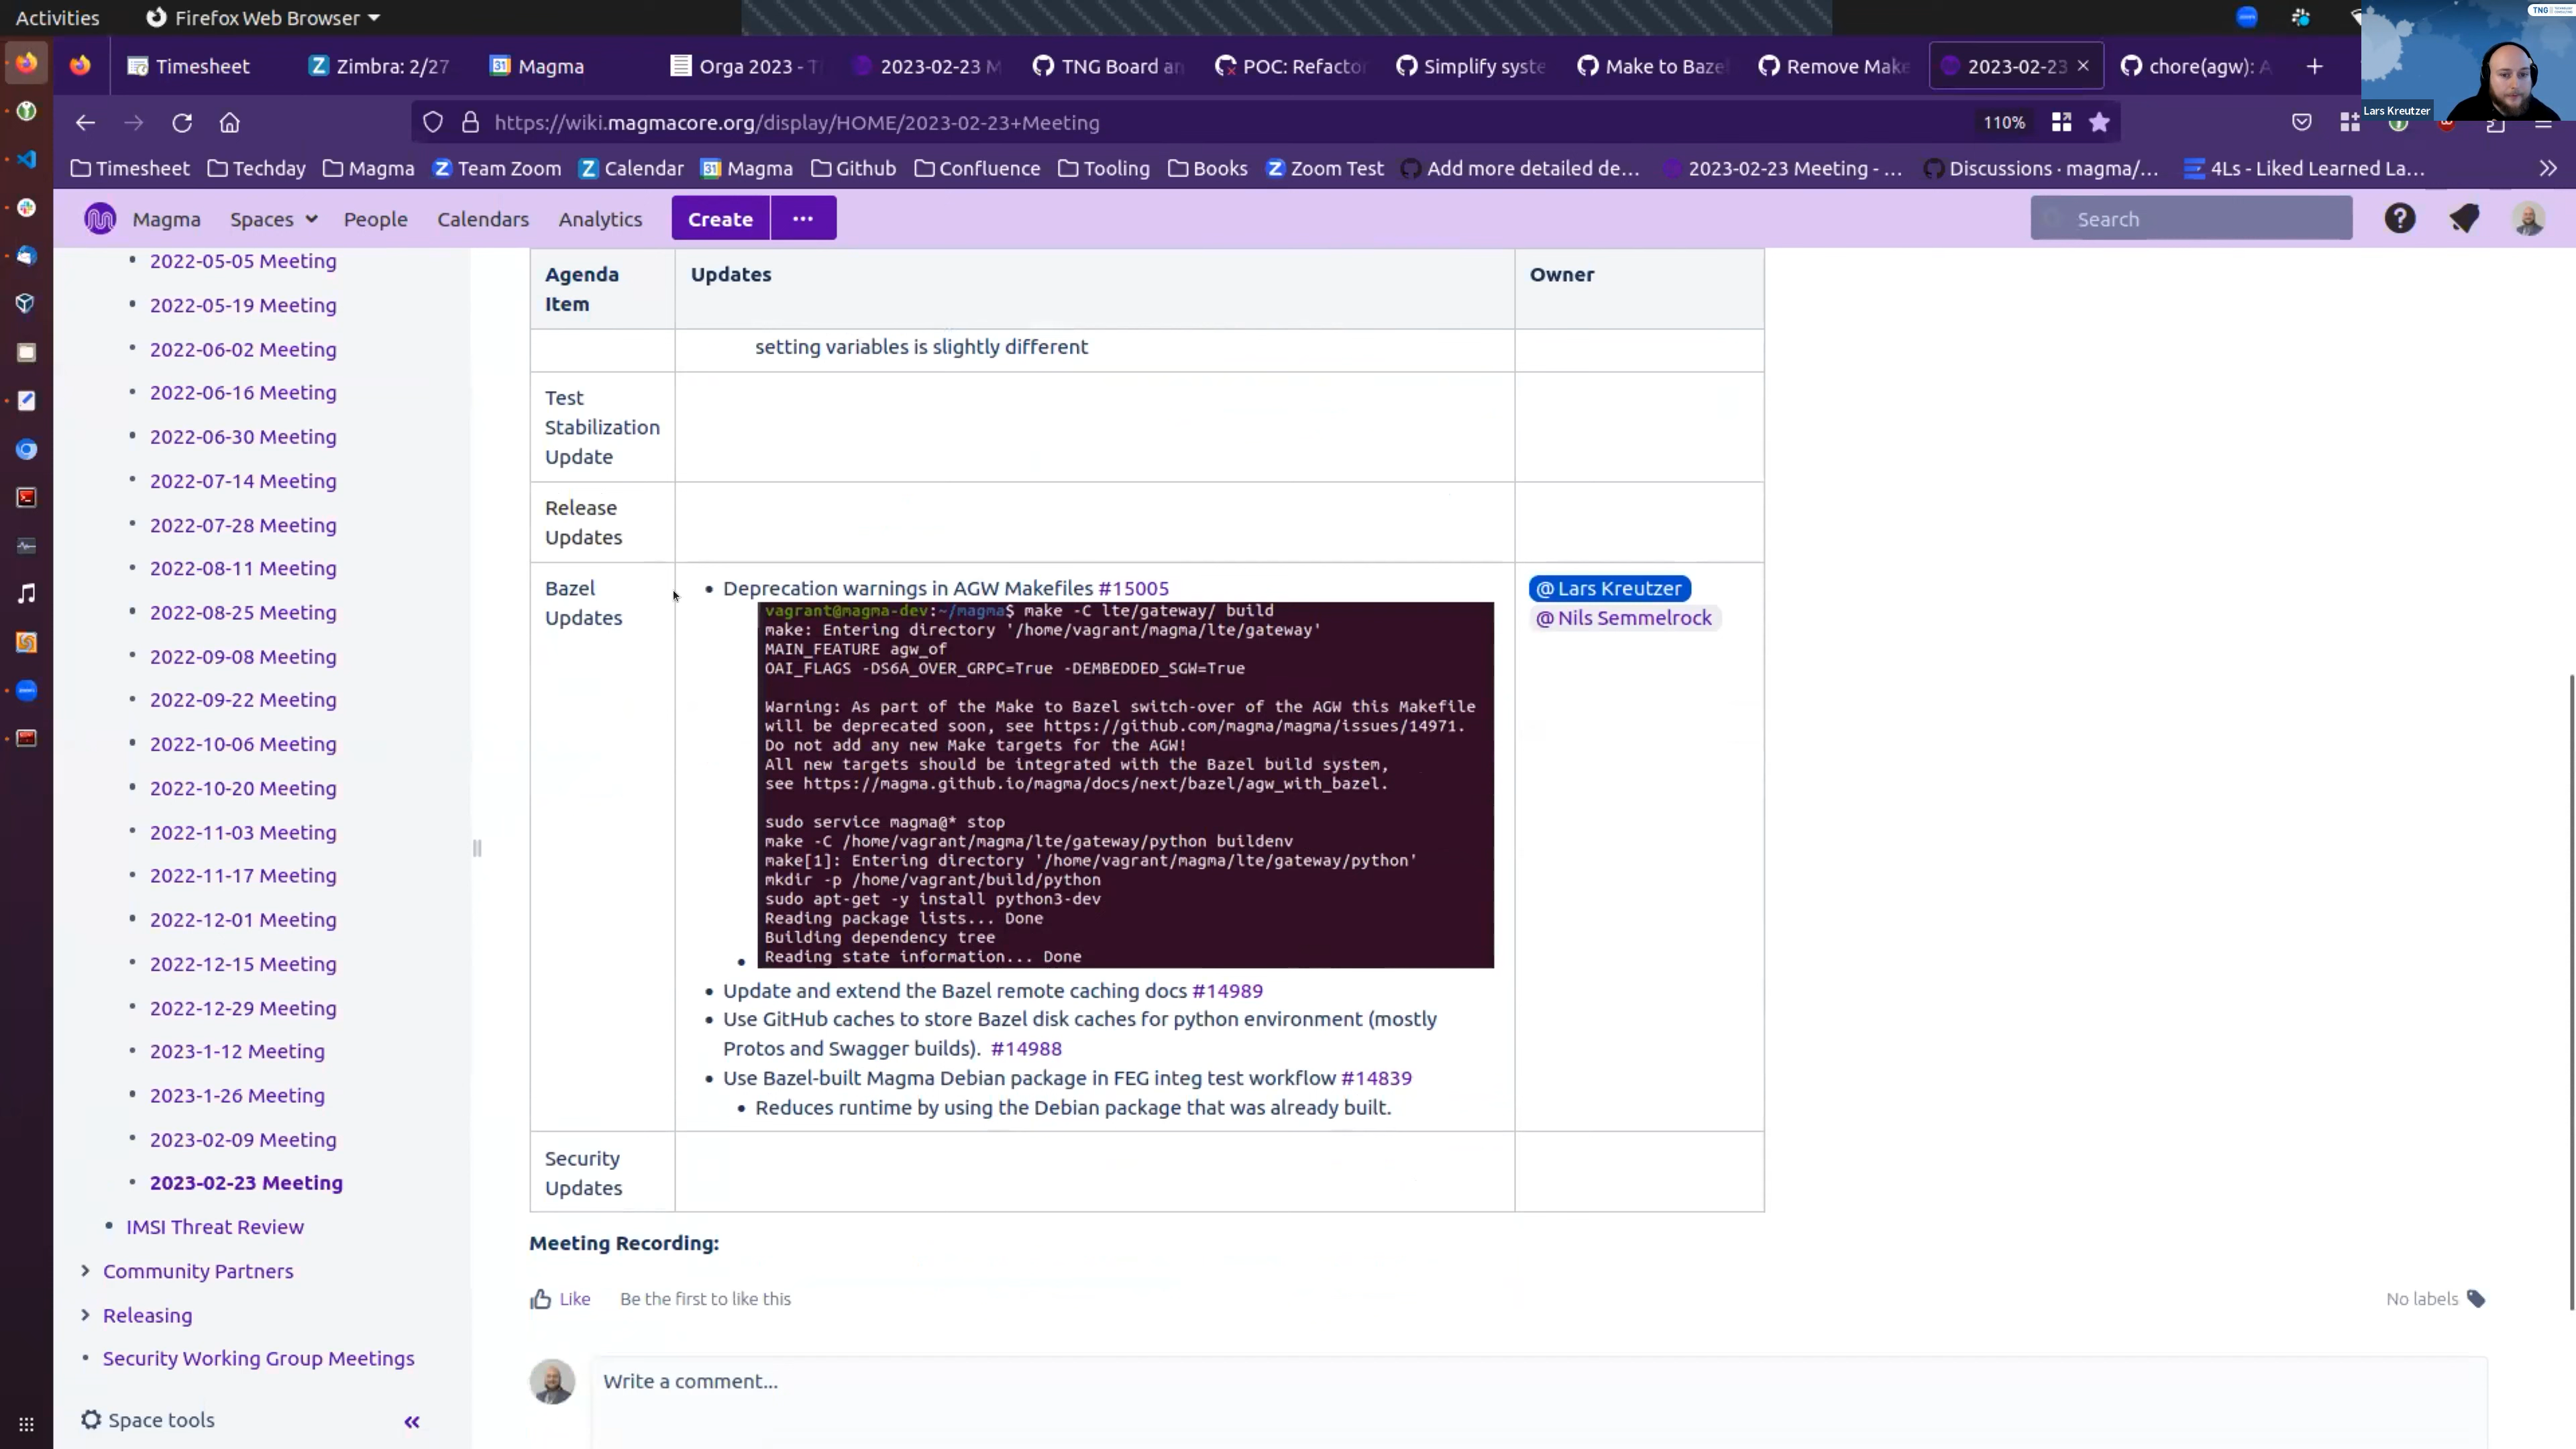 Activities
Firefox Web Browser
TNG
Timesheet
Zimbra: 2/27
31 Magma
Orga 2023 - T
2023-02-23 M
TNG Board an
POC: Refactor
Simplify syste
Make to Bazel
Remove Make
2023-02-23
chore(agw): A
Lars Kreutzer
https://wiki.magmacore.org/display/HOME/2023-02-23+Meeting
110%
Timesheet
Techday
Magma
Team Zoom
Calendar
31 Magma
Github
Confluence
Tooling
Books
Zoom Test
Add more detailed de...
2023-02-23 Meeting - ...
Discussions · magma/...
4Ls - Liked Learned La...
Magma
Spaces
People
Calendars
Analytics
Create
Search
2022-05-05 Meeting
2022-05-19 Meeting
2022-06-02 Meeting
2022-06-16 Meeting
2022-06-30 Meeting
2022-07-14 Meeting
2022-07-28 Meeting
2022-08-11 Meeting
2022-08-25 Meeting
2022-09-08 Meeting
2022-09-22 Meeting
2022-10-06 Meeting
2022-10-20 Meeting
2022-11-03 Meeting
2022-11-17 Meeting
2022-12-01 Meeting
2022-12-15 Meeting
2022-12-29 Meeting
2023-1-12 Meeting
2023-1-26 Meeting
2023-02-09 Meeting
2023-02-23 Meeting
IMSI Threat Review
Community Partners
Releasing
Security Working Group Meetings
Space tools
Agenda
Item
Updates
Owner
setting variables is slightly different
Test
Stabilization
Update
Release
Updates
Bazel
Updates
Deprecation warnings in AGW Makefiles #15005
vagrant@magma-dev:~/magma$ make -C lte/gateway/ build
make: Entering directory '/home/vagrant/magma/lte/gateway'
MAIN_FEATURE agw_of
OAI_FLAGS -DS6A_OVER_GRPC=True -DEMBEDDED_SGW=True
Warning: As part of the Make to Bazel switch-over of the AGW this Makefile
will be deprecated soon, see https://github.com/magma/magma/issues/14971.
Do not add any new Make targets for the AGW!
All new targets should be integrated with the Bazel build system,
see https://magma.github.io/magma/docs/next/bazel/agw_with_bazel.
sudo service magma@* stop
make -C /home/vagrant/magma/lte/gateway/python buildenv
make[1]: Entering directory '/home/vagrant/magma/lte/gateway/python'
mkdir -p /home/vagrant/build/python
sudo apt-get -y install python3-dev
Reading package lists... Done
Building dependency tree
Reading state information... Done
Update and extend the Bazel remote caching docs #14989
Use GitHub caches to store Bazel disk caches for python environment (mostly
Protos and Swagger builds). #14988
Use Bazel-built Magma Debian package in FEG integ test workflow #14839
Reduces runtime by using the Debian package that was already built.
@ Lars Kreutzer
@ Nils Semmelrock
Security
Updates
Meeting Recording:
Like
Be the first to like this
No labels
Write a comment...